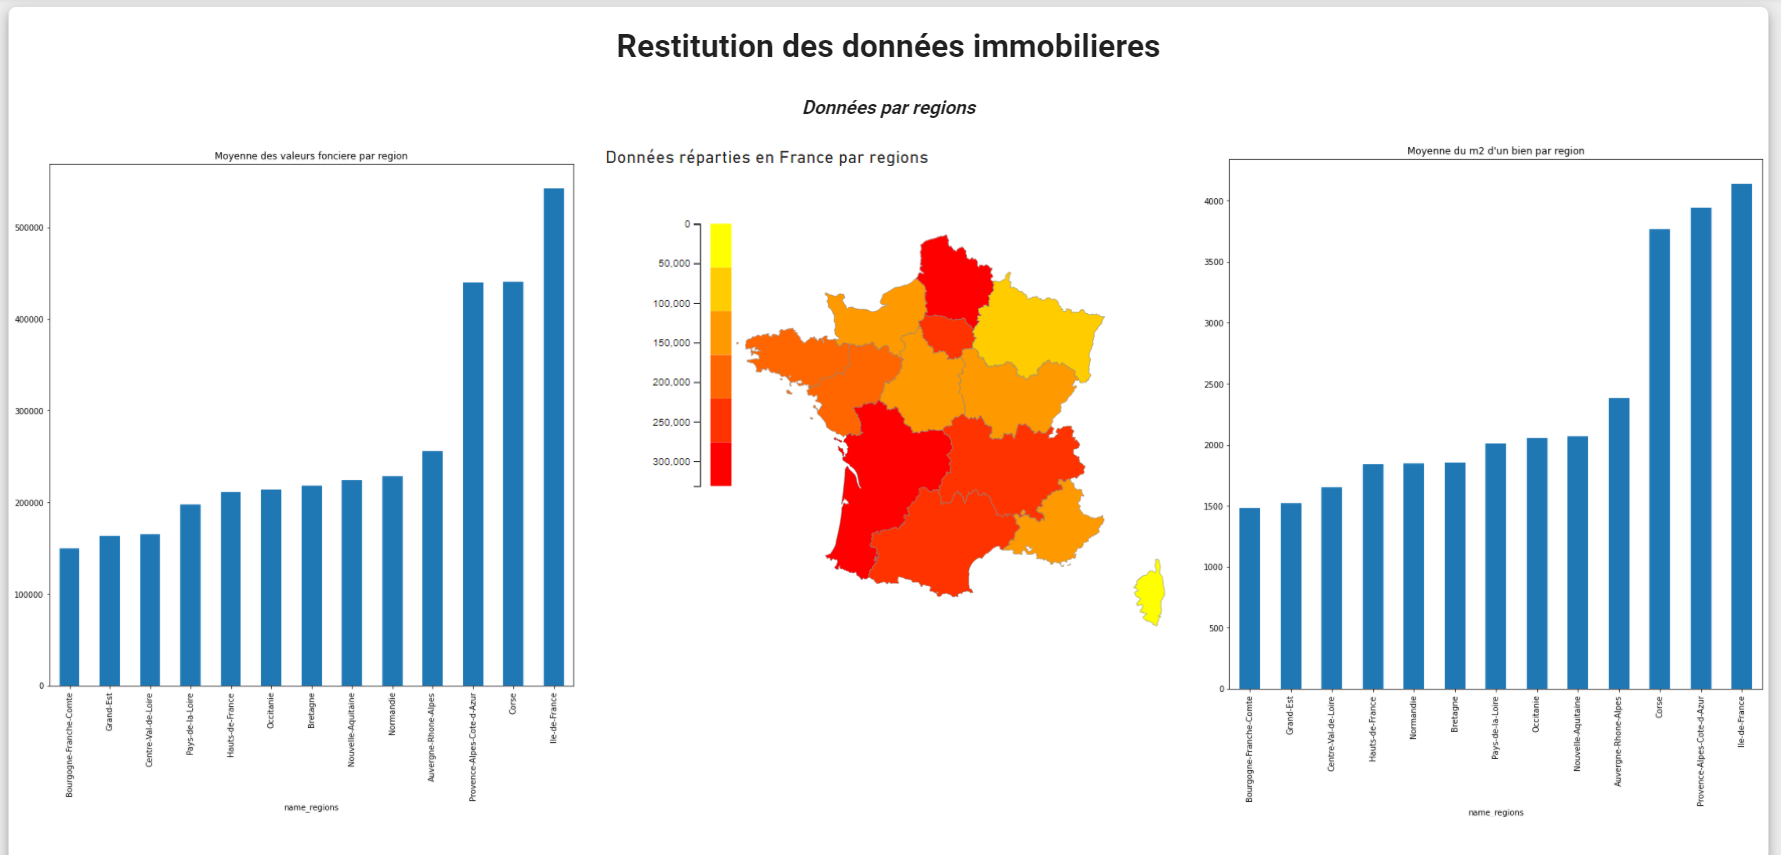 Restitution des données immobilieres
Données par regions
Moyenne des valeurs fonciere par region
500000
400000
300000
200000
100000
0
Bourgogne-Franche-Comte
Grand-Est
Centre-Val-de-Loire
Pays-de-la-Loire
Hauts-de-France
Occitanie
Bretagne
Nouvelle-Aquitaine
Normandie
Auvergne-Rhone-Alpes
Provence-Alpes-Cote-d-Azur
Corse
Ile-de-France
name_regions
Données réparties en France par regions
0
50,000
100,000
150,000
200,000
250,000
300,000
Moyenne du m2 d'un bien par region
4000
3500
3000
2500
2000
1500
1000
500
0
Bourgogne-Franche-Comte
Grand-Est
Centre-Val-de-Loire
Hauts-de-France
Normandie
Bretagne
Pays-de-la-Loire
Occitanie
Nouvelle-Aquitaine
Auvergne-Rhone-Alpes
Corse
Provence-Alpes-Cote-d-Azur
Ile-de-France
name_regions